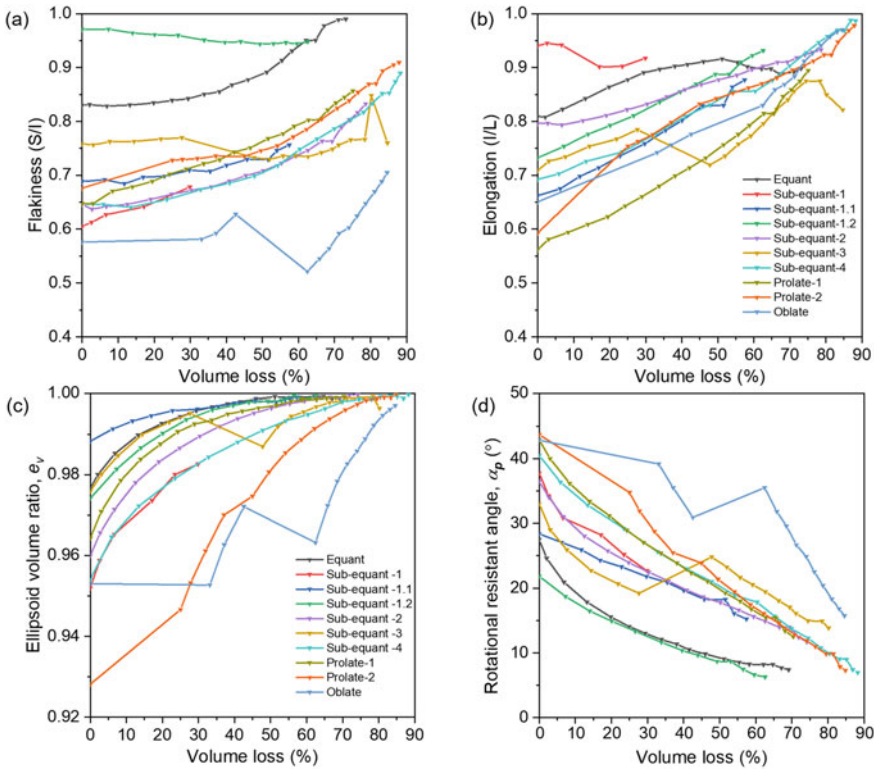 (a)
1.0
0.9
0.8
0.7
0.6
0.5
0.4
Flakiness (S/I)
0 10 20 30 40 50 60 70 80 90
Volume loss (%)
(b)
1.0
0.9
0.8
0.7
0.6
0.5
0.4
Elongation (I/L)
Equant
Sub-equant-1
Sub-equant-1.1
Sub-equant-1.2
Sub-equant-2
Sub-equant-3
Sub-equant-4
Prolate-1
Prolate-2
Oblate
0 10 20 30 40 50 60 70 80 90
Volume loss (%)
(c)
1.00
0.98
0.96
0.94
0.92
Ellipsoid volume ratio, eᵥ
Equant
Sub-equant -1
Sub-equant -1.1
Sub-equant -1.2
Sub-equant -2
Sub-equant -3
Sub-equant -4
Prolate-1
Prolate-2
Oblate
0 10 20 30 40 50 60 70 80 90
Volume loss (%)
(d)
50
40
30
20
10
0
Rotational resistant angle, αₚ (°)
0 10 20 30 40 50 60 70 80 90
Volume loss (%)